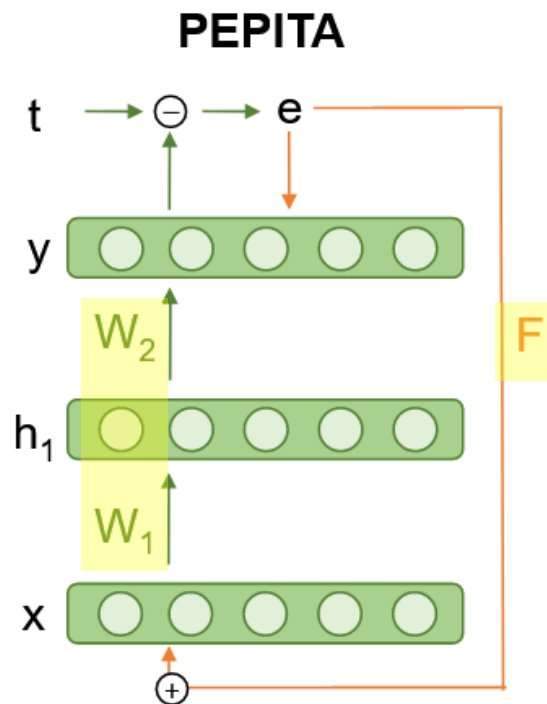 PEPITA
t − e
y
W₂ F
h₁
W₁
x
+